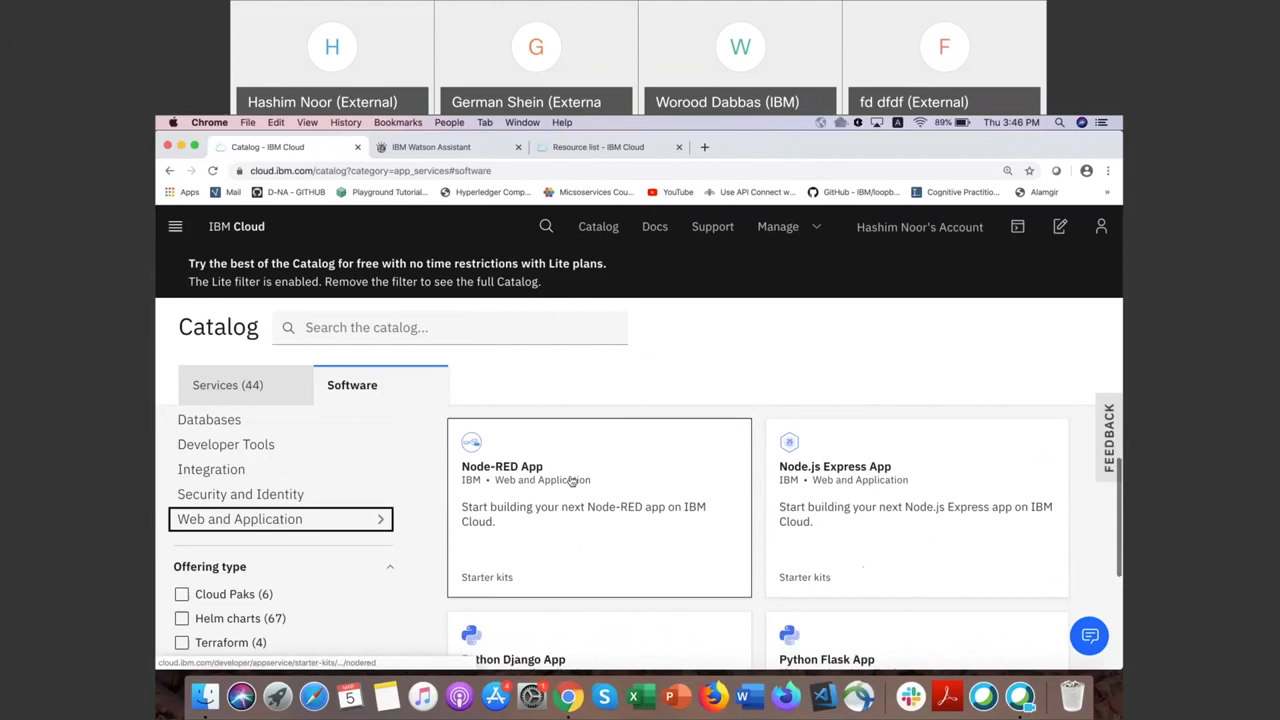 H
G
W
F
Hashim Noor (External)
German Shein (Externa
Worood Dabbas (IBM)
fd dfdf (External)
Chrome File Edit View History Bookmarks People Tab Window Help
A 89% Thu 3:46 PM
Catalog - IBM Cloud
IBM Watson Assistant
Resource list - IBM Cloud
cloud.ibm.com/catalog?category=app_services#software
Apps Mail D-NA - GITHUB Playground Tutorial... Hyperledger Comp... Micsoservices Cou... YouTube Use API Connect w... GitHub - IBM/loopb... Cognitive Practitio... Alamgir »
IBM Cloud
Catalog Docs Support Manage Hashim Noor's Account
Try the best of the Catalog for free with no time restrictions with Lite plans.
The Lite filter is enabled. Remove the filter to see the full Catalog.
Catalog
Search the catalog...
Services (44)
Software
FEEDBACK
Databases
Developer Tools
Integration
Security and Identity
Web and Application
Offering type
Cloud Paks (6)
Helm charts (67)
Terraform (4)
Node-RED App
IBM • Web and Application
Start building your next Node-RED app on IBM
Cloud.
Starter kits
Node.js Express App
IBM • Web and Application
Start building your next Node.js Express app on IBM
Cloud.
Starter kits
thon Django App
Python Flask App
cloud.ibm.com/developer/appservice/starter-kits/.../nodered
MAR
5
4
1